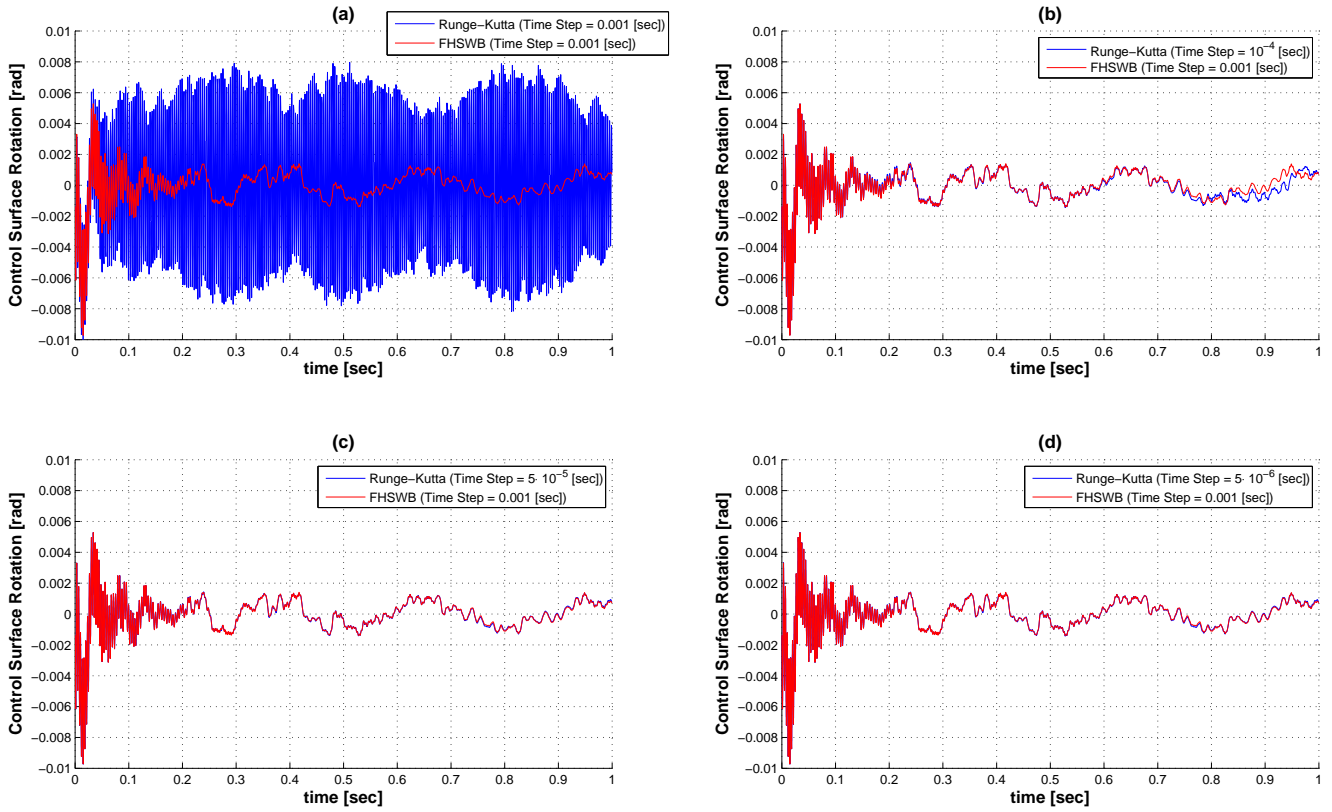 (a)
Runge−Kutta (Time Step = 0.001 [sec])
FHSWB (Time Step = 0.001 [sec])
Control Surface Rotation [rad]
0.01
0.008
0.006
0.004
0.002
0
−0.002
−0.004
−0.006
−0.008
−0.01
0 0.1 0.2 0.3 0.4 0.5 0.6 0.7 0.8 0.9 1
time [sec]
(b)
Runge−Kutta (Time Step = 10⁻⁴ [sec])
FHSWB (Time Step = 0.001 [sec])
Control Surface Rotation [rad]
0.01
0.008
0.006
0.004
0.002
0
−0.002
−0.004
−0.006
−0.008
−0.01
0 0.1 0.2 0.3 0.4 0.5 0.6 0.7 0.8 0.9 1
time [sec]
(c)
Runge−Kutta (Time Step = 5· 10⁻⁵ [sec])
FHSWB (Time Step = 0.001 [sec])
Control Surface Rotation [rad]
0.01
0.008
0.006
0.004
0.002
0
−0.002
−0.004
−0.006
−0.008
−0.01
0 0.1 0.2 0.3 0.4 0.5 0.6 0.7 0.8 0.9 1
time [sec]
(d)
Runge−Kutta (Time Step = 5· 10⁻⁶ [sec])
FHSWB (Time Step = 0.001 [sec])
Control Surface Rotation [rad]
0.01
0.008
0.006
0.004
0.002
0
−0.002
−0.004
−0.006
−0.008
−0.01
0 0.1 0.2 0.3 0.4 0.5 0.6 0.7 0.8 0.9 1
time [sec]